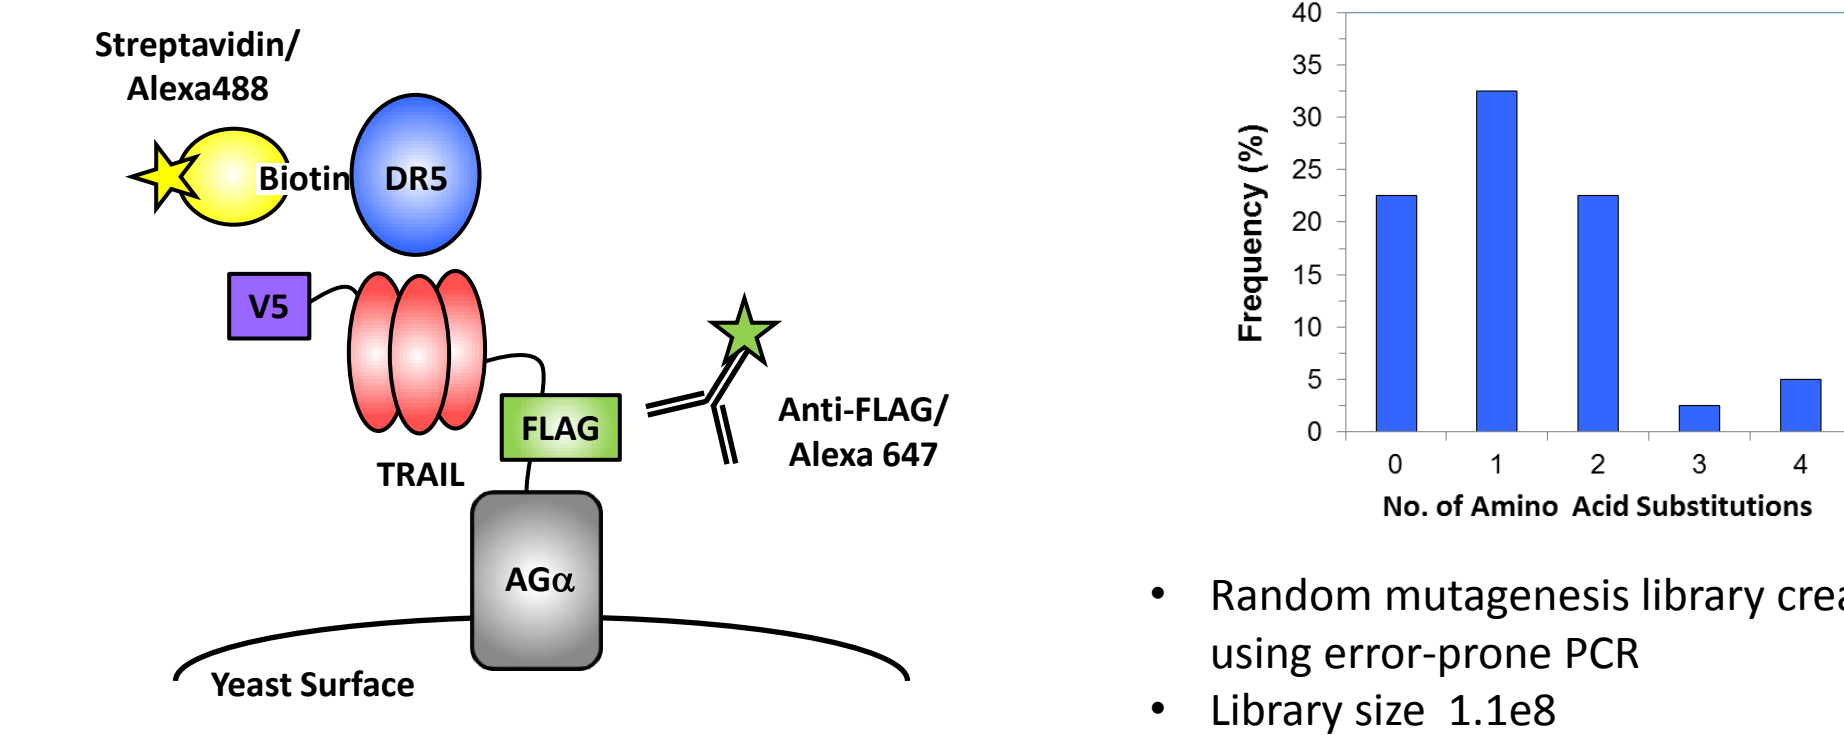 Streptavidin/
Alexa488
Biotin
DR5
V5
FLAG
TRAIL
Anti-FLAG/
Alexa 647
AGα
Yeast Surface
Frequency (%)
40
35
30
25
20
15
10
5
0
0 1 2 3 4
No. of Amino Acid Substitutions
• Random mutagenesis library
using error-prone PCR
• Library size 1.1e8